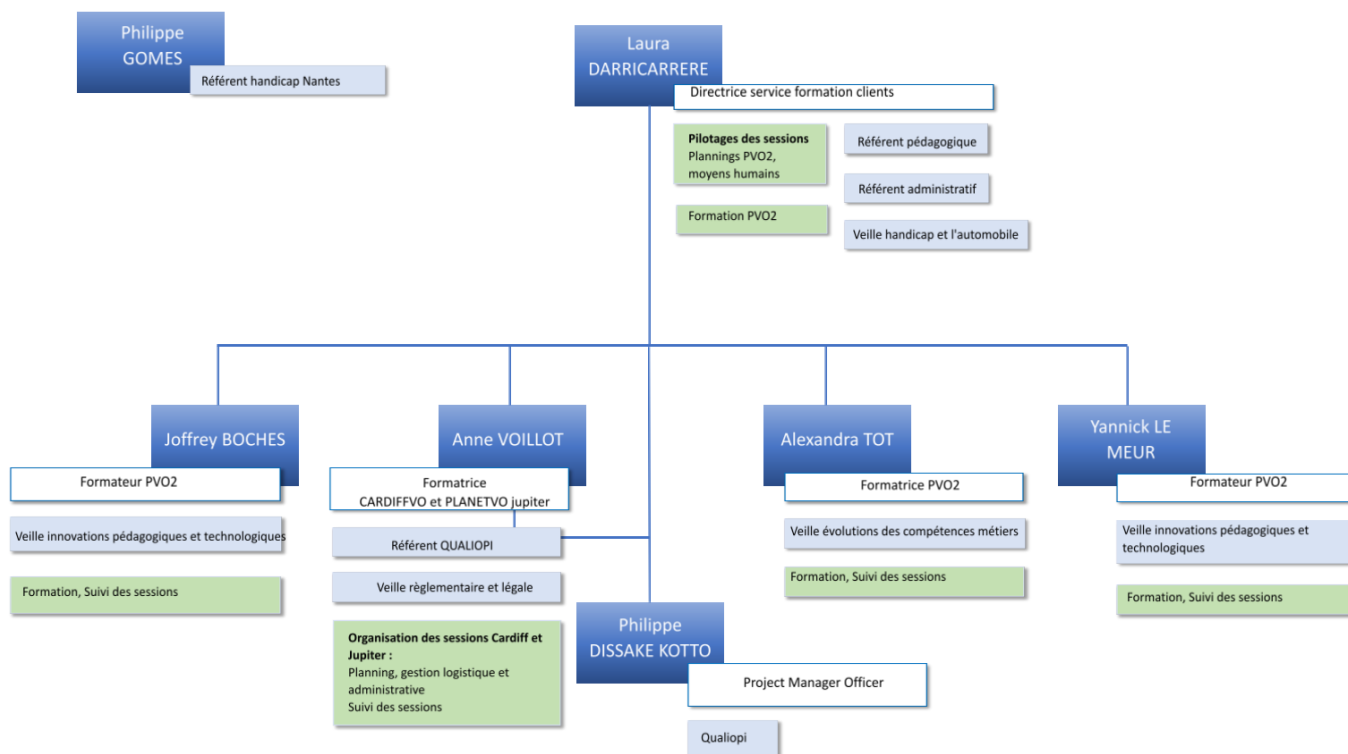 Philippe
GOMES
Référent handicap Nantes
Laura
DARRICARRERE
Directrice service formation clients
Pilotages des sessions
Plannings PVO2,
moyens humains
Formation PVO2
Référent pédagogique
Référent administratif
Veille handicap et l'automobile
Joffrey BOCHES
Formateur PVO2
Veille innovations pédagogiques et technologiques
Formation, Suivi des sessions
Anne VOILLOT
Formatrice
CARDIFFVO et PLANETVO jupiter
Référent QUALIOPI
Veille règlementaire et légale
Organisation des sessions Cardiff et
Jupiter :
Planning, gestion logistique et
administrative
Suivi des sessions
Philippe
DISSAKE KOTTO
Project Manager Officer
Qualiopi
Alexandra TOT
Formatrice PVO2
Veille évolutions des compétences métiers
Formation, Suivi des sessions
Yannick LE
MEUR
Formateur PVO2
Veille innovations pédagogiques et
technologiques
Formation, Suivi des sessions